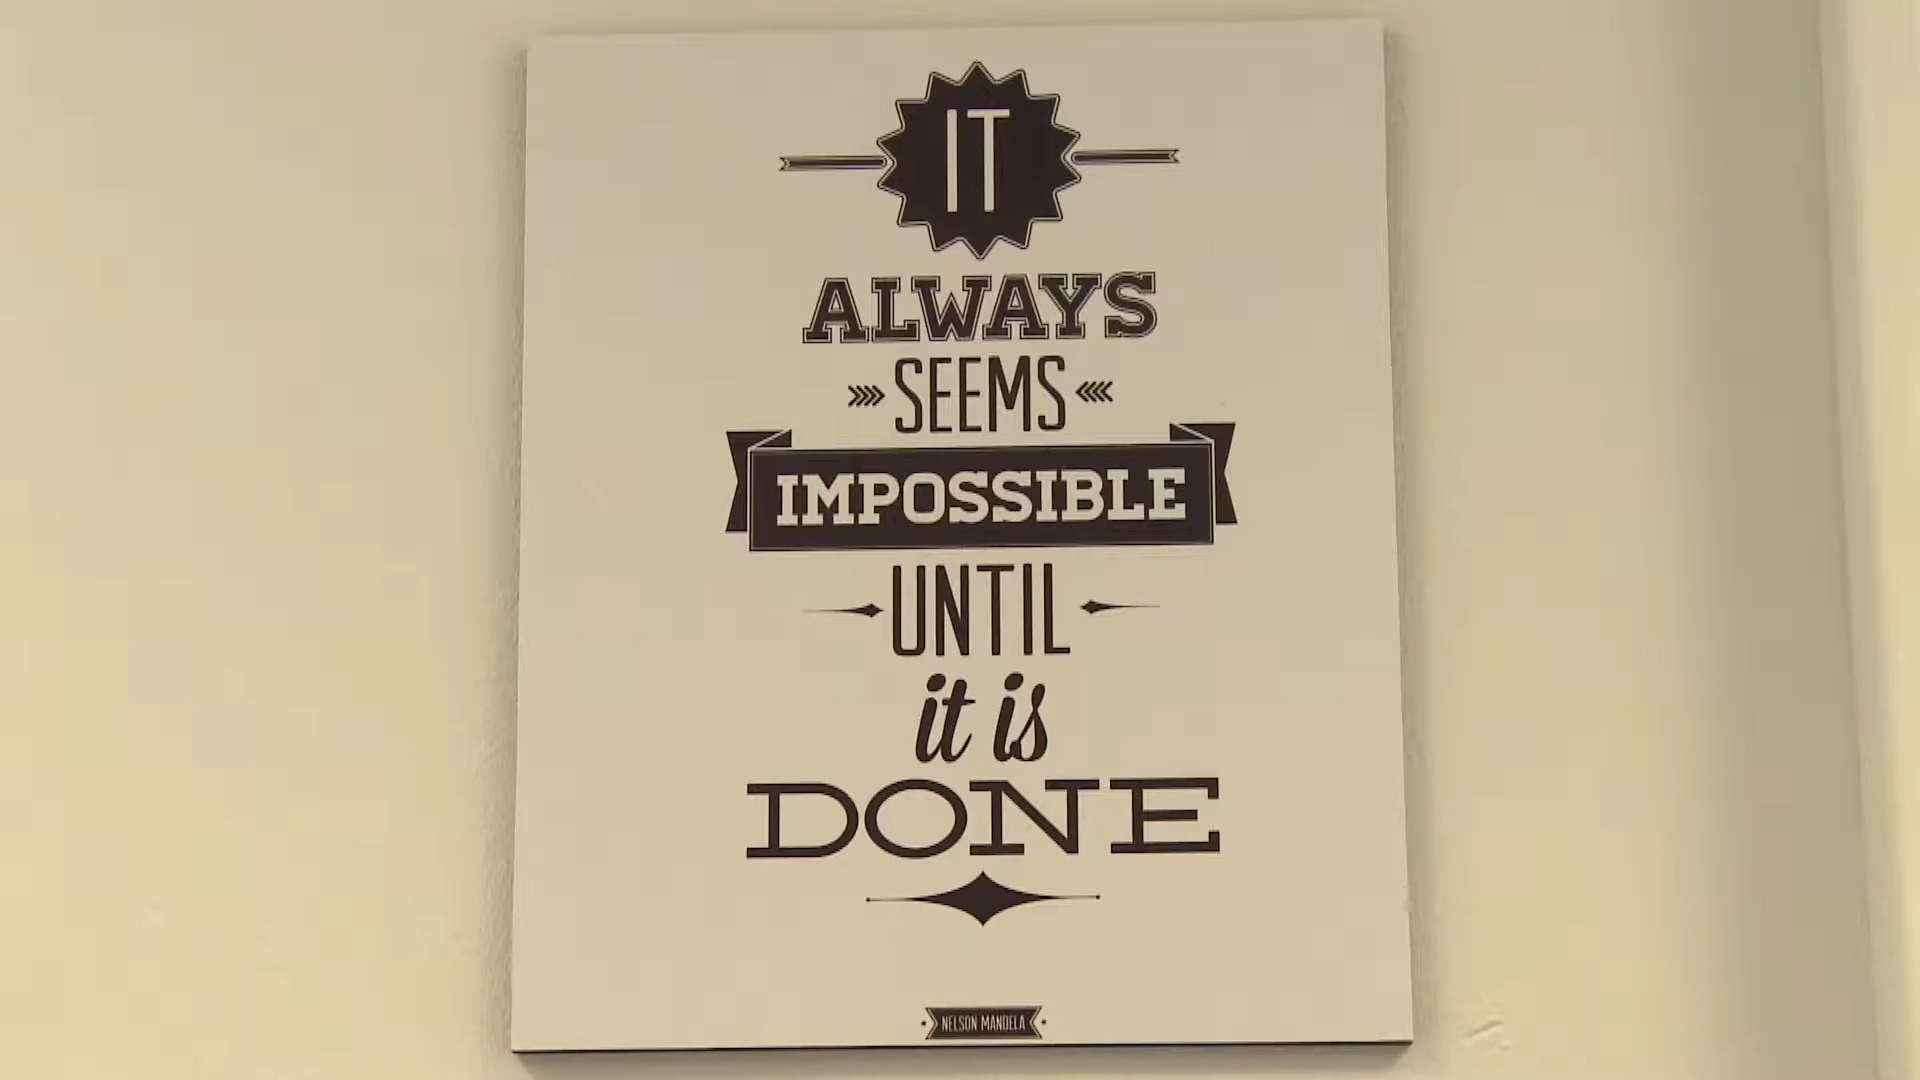 IT
ALWAYS
SEEMS
IMPOSSIBLE
UNTIL
it is
DONE
NELSON MANDELA